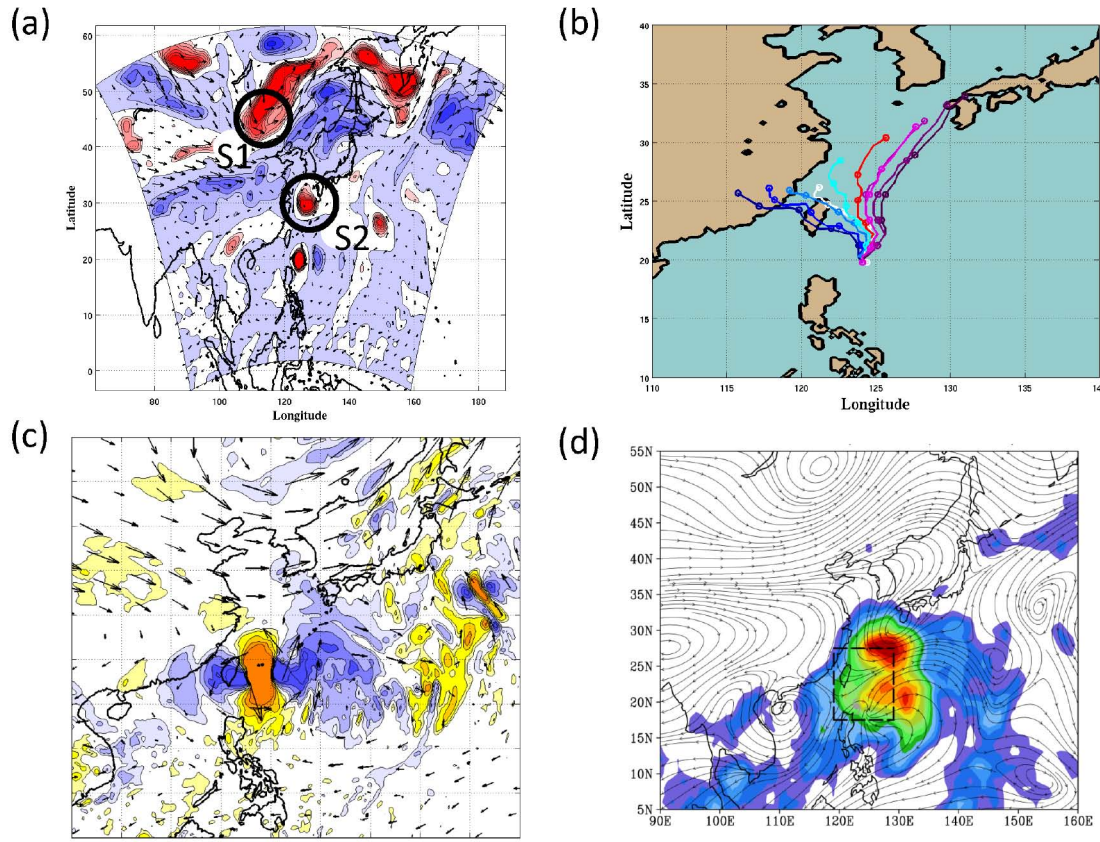 (a)
60
50
40
30
20
10
0
Latitude
S1
S2
80
100
120
140
160
180
Longitude
(b)
40
35
30
25
20
15
10
Latitude
110
115
120
125
130
135
140
Longitude
(c)
(d)
55N
50N
45N
40N
35N
30N
25N
20N
15N
10N
5N
90E
100E
110E
120E
130E
140E
150E
160E